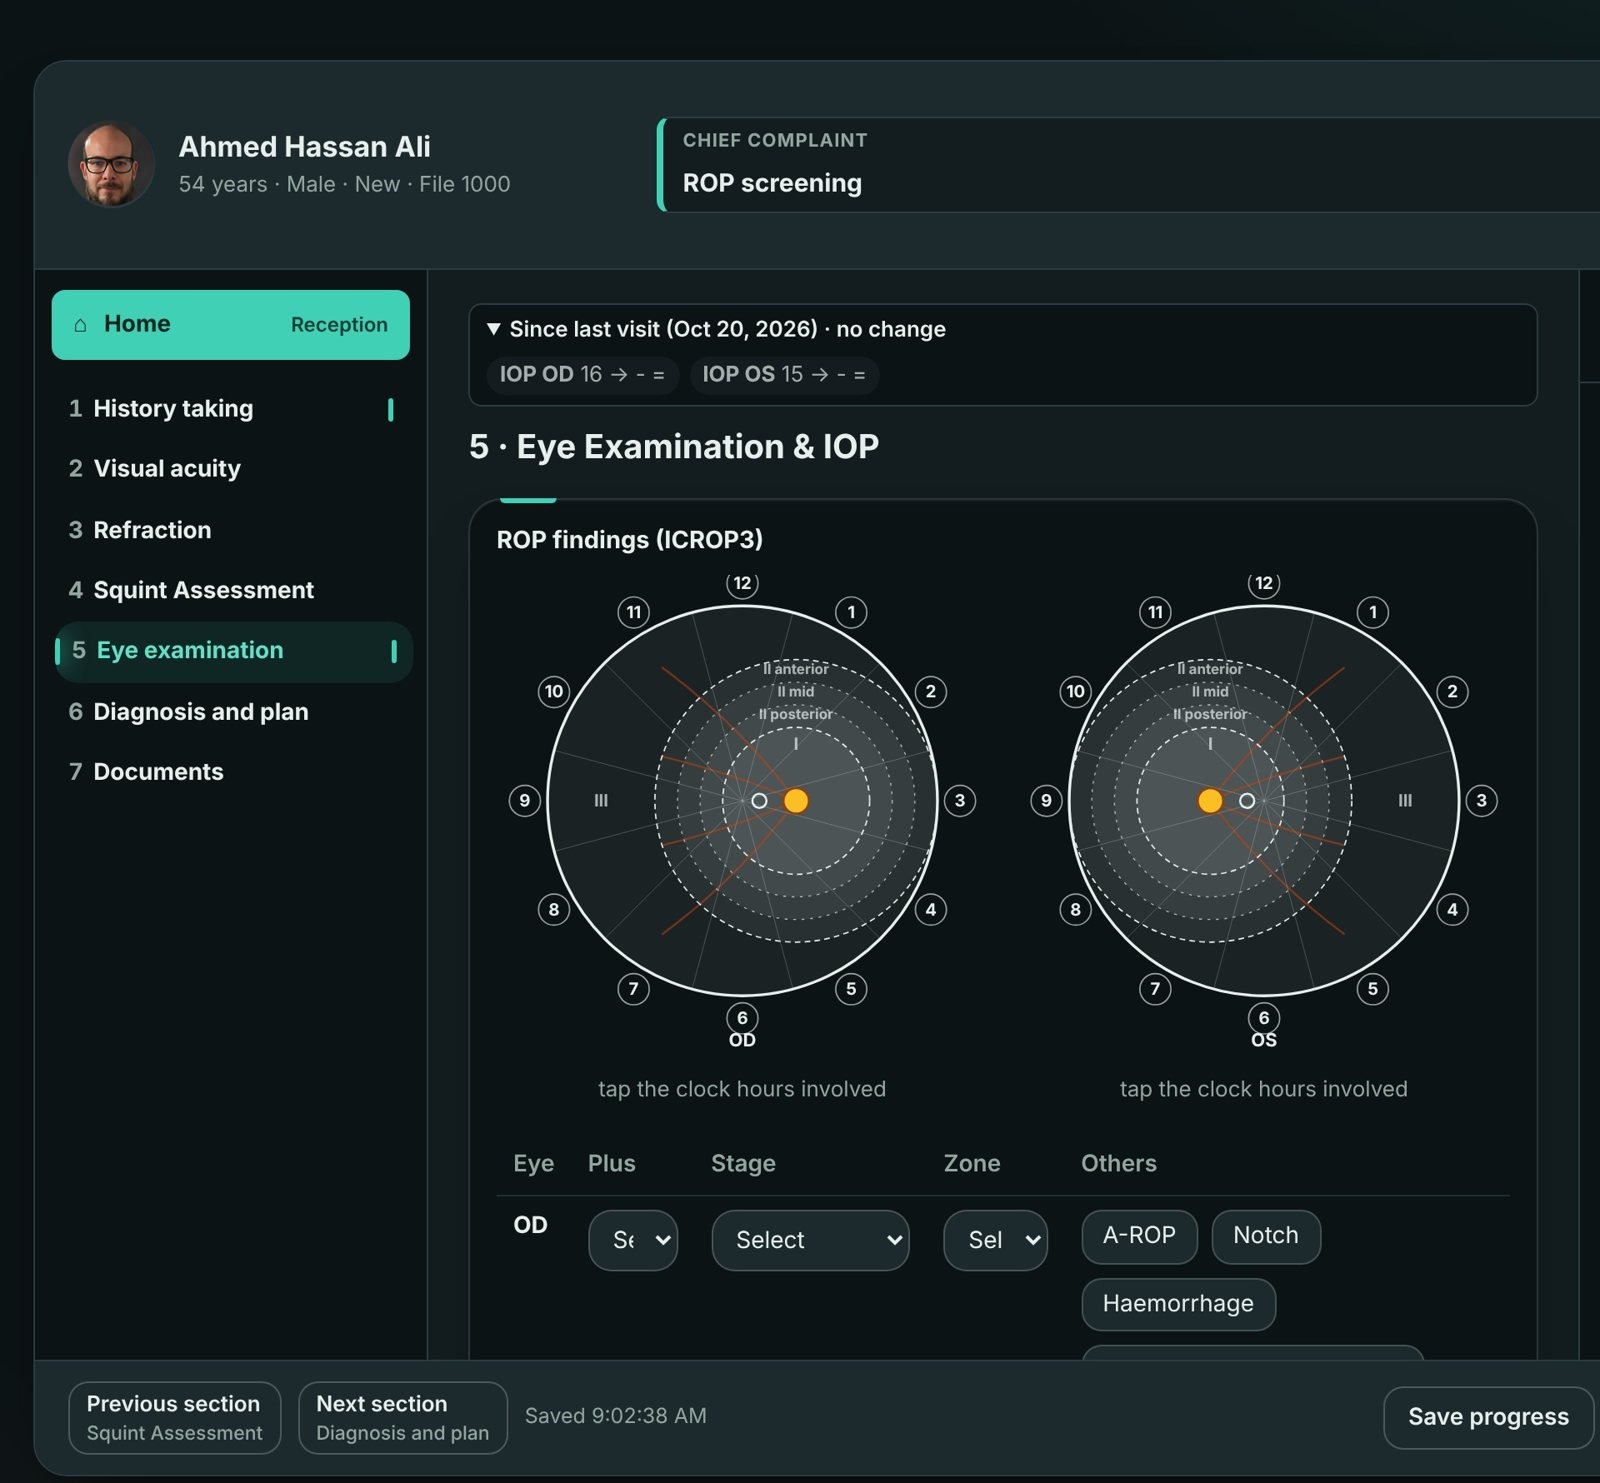 Ahmed Hassan Ali
54 years · Male · New · File 1000
CHIEF COMPLAINT
ROP screening
Home Reception
1 History taking
2 Visual acuity
3 Refraction
4 Squint Assessment
5 Eye examination
6 Diagnosis and plan
7 Documents
▼ Since last visit (Oct 20, 2026) · no change
IOP OD 16 → - = IOP OS 15 → - =
5 · Eye Examination & IOP
ROP findings (ICROP3)
12
11 1
10 2
9 3
8 4
7 5
6
II anterior
II mid
II posterior
I
III
OD
tap the clock hours involved
12
11 1
10 2
9 3
8 4
7 5
6
II anterior
II mid
II posterior
I
III
OS
tap the clock hours involved
Eye Plus Stage Zone Others
OD Se Select Sel A-ROP Notch
Haemorrhage
Previous section
Squint Assessment
Next section
Diagnosis and plan
Saved 9:02:38 AM
Save progress